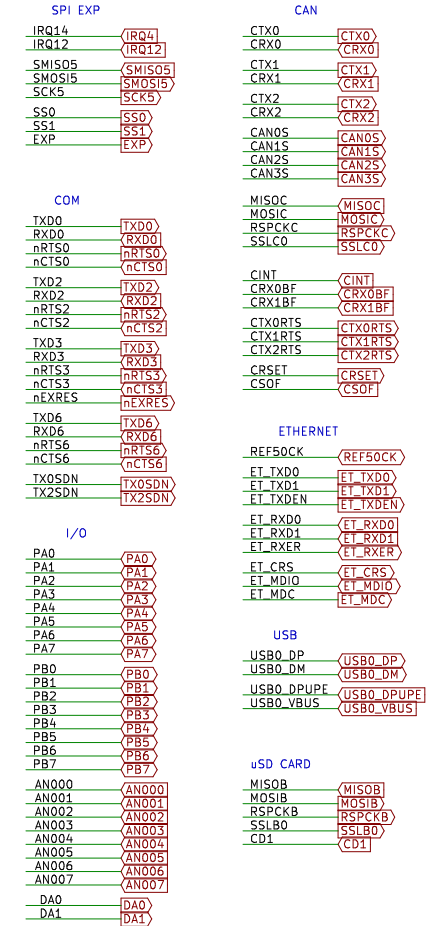 SPI EXP
IRQ14 IRQ4
IRQ12 IRQ12
SMISO5 SMISO5
SMOSI5 SMOSI5
SCK5 SCK5
SS0 SS0
SS1 SS1
EXP EXP
COM
TXD0 TXD0
RXD0 RXD0
nRTS0 nRTS0
nCTS0 nCTS0
TXD2 TXD2
RXD2 RXD2
nRTS2 nRTS2
nCTS2 nCTS2
TXD3 TXD3
RXD3 RXD3
nRTS3 nRTS3
nCTS3 nCTS3
nEXRES nEXRES
TXD6 TXD6
RXD6 RXD6
nRTS6 nRTS6
nCTS6 nCTS6
TX0SDN TX0SDN
TX2SDN TX2SDN
I/O
PA0 PA0
PA1 PA1
PA2 PA2
PA3 PA3
PA4 PA4
PA5 PA5
PA6 PA6
PA7 PA7
PB0 PB0
PB1 PB1
PB2 PB2
PB3 PB3
PB4 PB4
PB5 PB5
PB6 PB6
PB7 PB7
AN000 AN000
AN001 AN001
AN002 AN002
AN003 AN003
AN004 AN004
AN005 AN005
AN006 AN006
AN007 AN007
DA0 DA0
DA1 DA1
CAN
CTX0 CTX0
CRX0 CRX0
CTX1 CTX1
CRX1 CRX1
CTX2 CTX2
CRX2 CRX2
CAN0S CAN0S
CAN1S CAN1S
CAN2S CAN2S
CAN3S CAN3S
MISOC MISOC
MOSIC MOSIC
RSPCKC RSPCKC
SSLC0 SSLC0
CINT CINT
CRX0BF CRX0BF
CRX1BF CRX1BF
CTX0RTS CTX0RTS
CTX1RTS CTX1RTS
CTX2RTS CTX2RTS
CRSET CRSET
CSOF CSOF
ETHERNET
REF50CK REF50CK
ET_TXD0 ET_TXD0
ET_TXD1 ET_TXD1
ET_TXDEN ET_TXDEN
ET_RXD0 ET_RXD0
ET_RXD1 ET_RXD1
ET_RXER ET_RXER
ET_CRS ET_CRS
ET_MDIO ET_MDIO
ET_MDC ET_MDC
USB
USB0_DP USB0_DP
USB0_DM USB0_DM
USB0_DPUPE USB0_DPUPE
USB0_VBUS USB0_VBUS
uSD CARD
MISOB MISOB
MOSIB MOSIB
RSPCKB RSPCKB
SSLB0 SSLB0
CD1 CD1